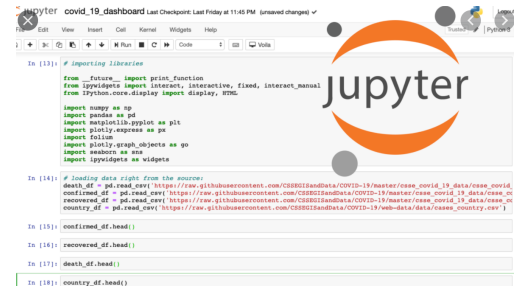 jupyter covid_19_dashboard Last Checkpoint: Last Friday at 11:45 PM (unsaved changes)
File Edit View Insert Cell Kernel Widgets Help Trusted Python 3
Run Code Voila
jupyter
In [13]: # importing libraries
from __future__ import print_function
from ipywidgets import interact, interactive, fixed, interact_manual
from IPython.core.display import display, HTML
import numpy as np
import pandas as pd
import matplotlib.pyplot as plt
import plotly.express as px
import folium
import plotly.graph_objects as go
import seaborn as sns
import ipywidgets as widgets
In [14]: # loading data right from the source:
death_df = pd.read_csv('https://raw.githubusercontent.com/CSSEGISandData/COVID-19/master/csse_covid_19_data/csse_covid_
confirmed_df = pd.read_csv('https://raw.githubusercontent.com/CSSEGISandData/COVID-19/master/csse_covid_19_data/csse_co
recovered_df = pd.read_csv('https://raw.githubusercontent.com/CSSEGISandData/COVID-19/master/csse_covid_19_data/csse_co
country_df = pd.read_csv('https://raw.githubusercontent.com/CSSEGISandData/COVID-19/web-data/data/cases_country.csv')
In [15]: confirmed_df.head()
In [16]: recovered_df.head()
In [17]: death_df.head()
In [18]: country_df.head()